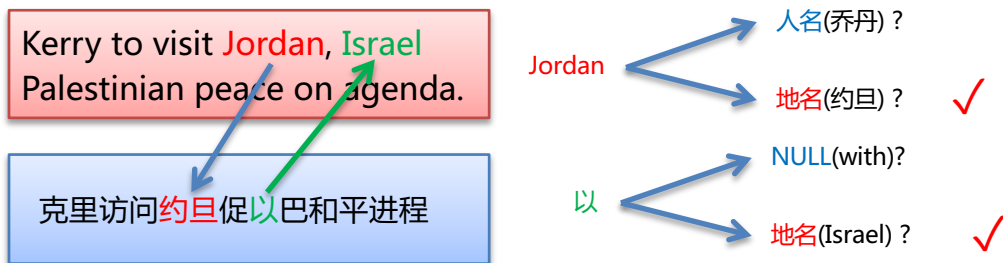 Kerry to visit Jordan, Israel
Palestinian peace on agenda.
克里访问约旦促以巴和平进程
Jordan
人名(乔丹) ?
地名(约旦) ?
以
NULL(with)?
地名(Israel) ?